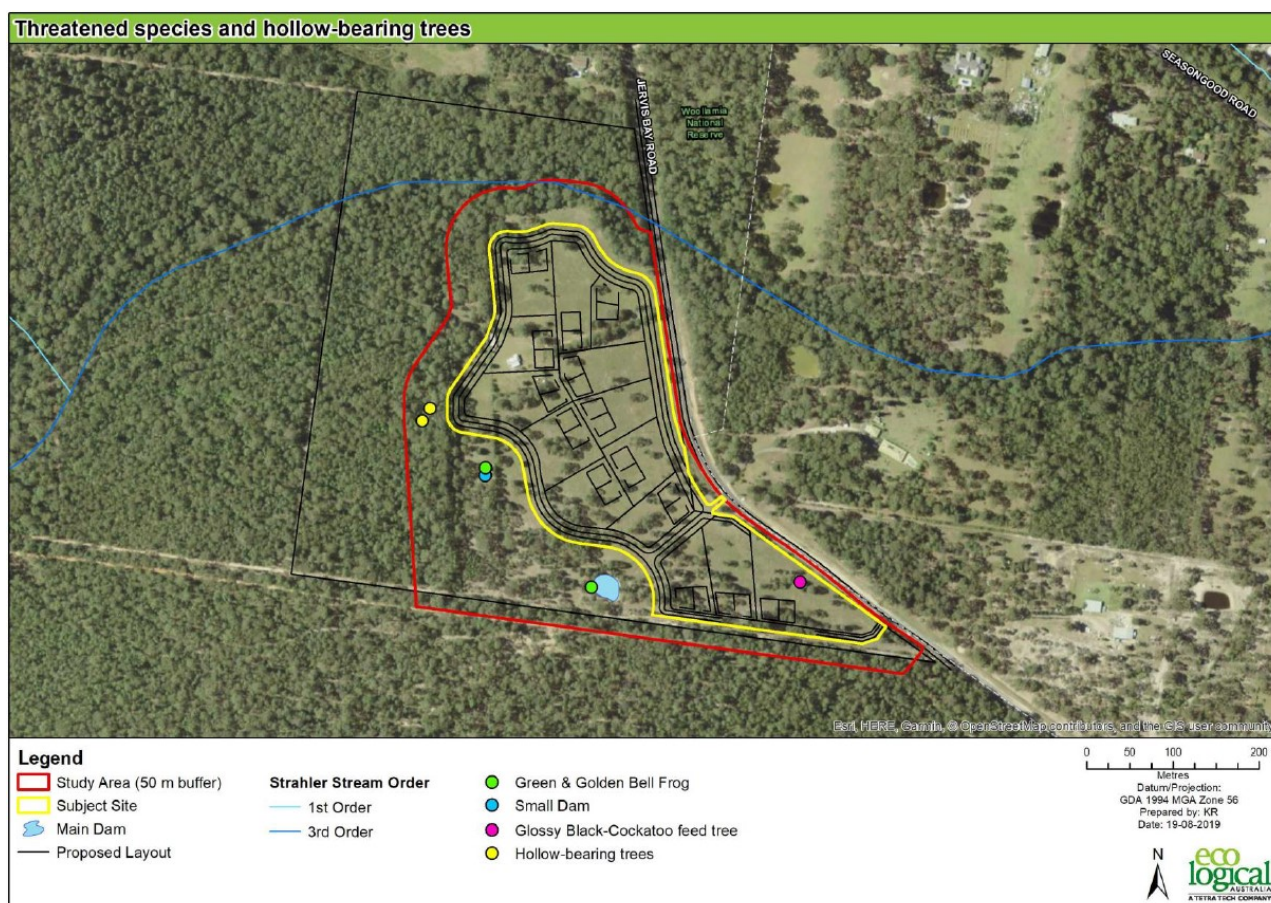 Threatened species and hollow-bearing trees
JERVIS BAY ROAD
Woollamia
National
Reserve
SEASONGOOD ROAD
Esri, HERE, Garmin, © OpenStreetMap contributors, and the GIS user community
Legend
Study Area (50 m buffer)
Subject Site
Main Dam
Proposed Layout
Strahler Stream Order
1st Order
3rd Order
Green & Golden Bell Frog
Small Dam
Glossy Black-Cockatoo feed tree
Hollow-bearing trees
0 50 100 200
Metres
Datum/Projection:
GDA 1994 MGA Zone 56
Prepared by: KR
Date: 19-08-2019
N
eco
logical
AUSTRALIA
A TETRA TECH COMPANY